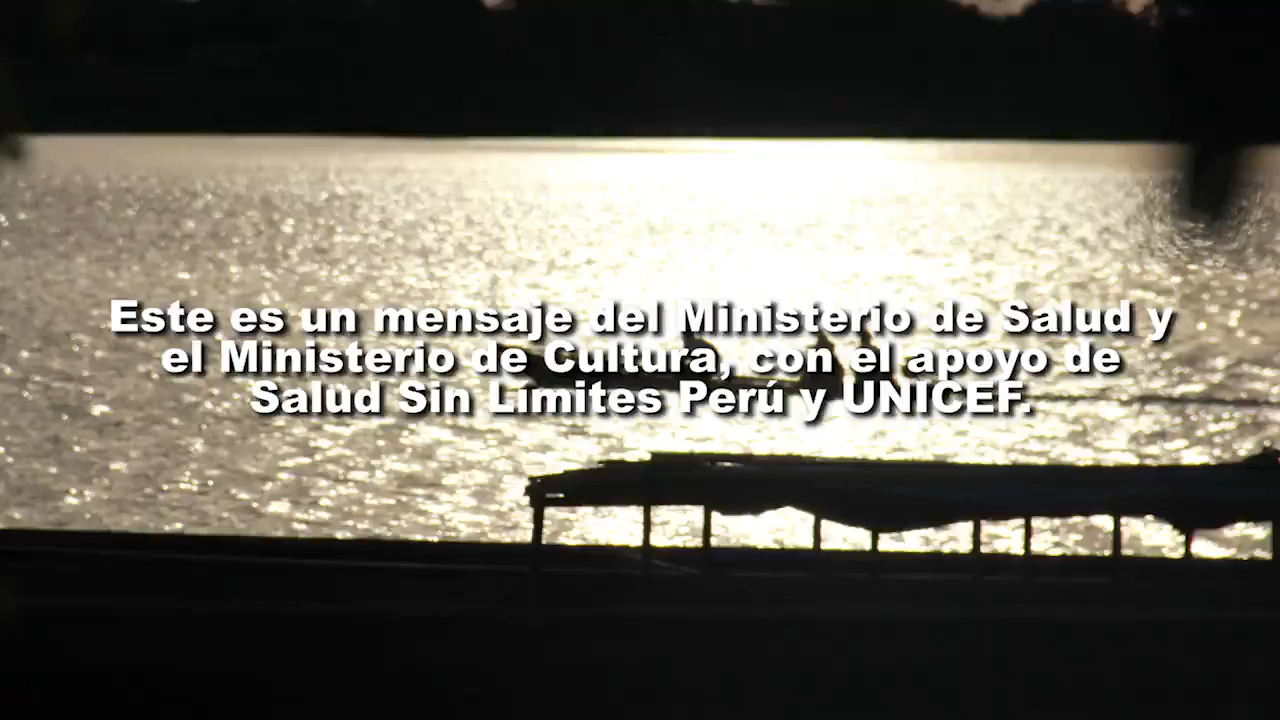 Este es un mensaje del Ministerio de Salud y
el Ministerio de Cultura, con el apoyo de
Salud Sin Límites Perú y UNICEF.